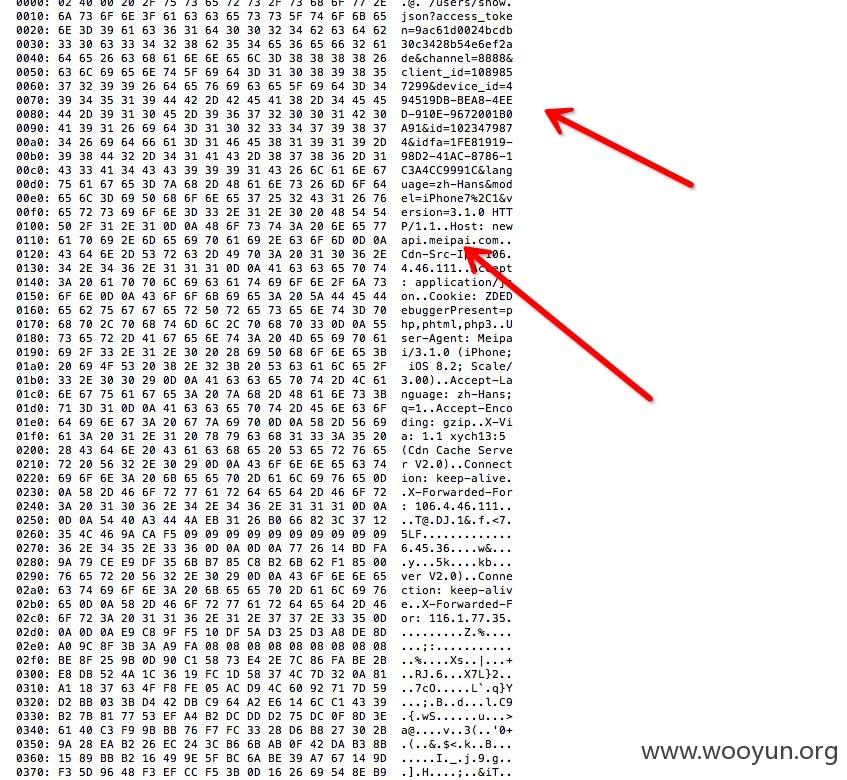 0000: 02 40 00 20 2F 75 73 65 72 73 2F 73 68 6F 77 2E .@. /users/show.
0010: 6A 73 6F 6E 3F 61 63 63 65 73 73 5F 74 6F 6B 65 json?access_toke
0020: 6E 3D 39 61 63 36 31 64 30 30 32 34 62 63 64 62 n=9ac61d0024bcdb
0030: 33 30 63 33 34 32 38 62 35 34 65 36 65 66 32 61 30c3428b54e6ef2a
0040: 64 65 26 63 68 61 6E 6E 65 6C 3D 38 38 38 38 26 de&channel=8888&
0050: 63 6C 69 65 6E 74 5F 69 64 3D 31 30 38 39 38 35 client_id=108985
0060: 37 32 39 39 26 64 65 76 69 63 65 5F 69 64 3D 34 7299&device_id=4
0070: 39 34 35 31 39 44 42 2D 42 45 41 38 2D 34 45 45 94519DB-BEA8-4EE
0080: 44 2D 39 31 30 45 2D 39 36 37 32 30 30 31 42 30 D-910E-9672001B0
0090: 41 39 31 26 69 64 3D 31 30 32 33 34 37 39 38 37 A91&id=102347987
00a0: 34 26 69 64 66 61 3D 31 46 45 38 31 39 31 39 2D 4&idfa=1FE81919-
00b0: 39 38 44 32 2D 34 31 41 43 2D 38 37 38 36 2D 31 98D2-41AC-8786-1
00c0: 43 33 41 34 43 43 39 39 39 31 43 26 6C 61 6E 67 C3A4CC9991C&lang
00d0: 75 61 67 65 3D 7A 68 2D 48 61 6E 73 26 6D 6F 64 uage=zh-Hans&mod
00e0: 65 6C 3D 69 50 68 6F 6E 65 37 25 32 43 31 26 76 el=iPhone7%2C1&v
00f0: 65 72 73 69 6F 6E 3D 33 2E 31 2E 30 20 48 54 54 ersion=3.1.0 HTT
0100: 50 2F 31 2E 31 0D 0A 48 6F 73 74 3A 20 6E 65 77 P/1.1..Host: new
0110: 61 70 69 2E 6D 65 69 70 61 69 2E 63 6F 6D 0D 0A api.meipai.com..
0120: 43 64 6E 2D 53 72 63 2D 49 70 3A 20 31 30 36 2E Cdn-Src-Ip: 106.
0130: 34 2E 34 36 2E 31 31 31 0D 0A 41 63 63 65 70 74 4.46.111..Accept
0140: 3A 20 61 70 70 6C 69 63 61 74 69 6F 6E 2F 6A 73 : application/js
0150: 6F 6E 0D 0A 43 6F 6F 6B 69 65 3A 20 5A 44 45 44 on..Cookie: ZDED
0160: 65 62 75 67 67 65 72 50 72 65 73 65 6E 74 3D 70 ebuggerPresent=p
0170: 68 70 2C 70 68 74 6D 6C 2C 70 68 70 33 0D 0A 55 hp,phtml,php3..U
0180: 73 65 72 2D 41 67 65 6E 74 3A 20 4D 65 69 70 61 ser-Agent: Meipa
0190: 69 2F 33 2E 31 2E 30 20 28 69 50 68 6F 6E 65 3B i/3.1.0 (iPhone;
01a0: 20 69 4F 53 20 38 2E 32 3B 20 53 63 61 6C 65 2F  iOS 8.2; Scale/
01b0: 33 2E 30 30 29 0D 0A 41 63 63 65 70 74 2D 4C 61 3.00)..Accept-La
01c0: 6E 67 75 61 67 65 3A 20 7A 68 2D 48 61 6E 73 3B nguage: zh-Hans;
01d0: 71 3D 31 0D 0A 41 63 63 65 70 74 2D 45 6E 63 6F q=1..Accept-Enco
01e0: 64 69 6E 67 3A 20 67 7A 69 70 0D 0A 58 2D 56 69 ding: gzip..X-Vi
01f0: 61 3A 20 31 2E 31 20 78 79 63 68 31 33 3A 35 20 a: 1.1 xych13:5
0200: 28 43 64 6E 20 43 61 63 68 65 20 53 65 72 76 65 (Cdn Cache Serve
0210: 72 20 56 32 2E 30 29 0D 0A 43 6F 6E 6E 65 63 74 r V2.0)..Connect
0220: 69 6F 6E 3A 20 6B 65 65 70 2D 61 6C 69 76 65 0D ion: keep-alive.
0230: 0A 58 2D 46 6F 72 77 61 72 64 65 64 2D 46 6F 72 .X-Forwarded-For
0240: 3A 20 31 30 36 2E 34 2E 34 36 2E 31 31 31 0D 0A : 106.4.46.111..
0250: 0D 0A 54 40 A3 44 4A EB 31 26 B0 66 82 3C 37 12 ..T@.DJ.1&.f.<7.
0260: 35 4C 46 9A CA F5 09 09 09 09 09 09 09 09 09 09 5LF.............
0270: 36 2E 34 35 2E 33 36 0D 0A 0D 0A 77 26 14 BD FA 6.45.36....w&...
0280: 9A 79 CE E9 DF 35 6B B7 85 C8 B2 6B 62 F1 85 00 .y...5k....kb...
0290: 76 65 72 20 56 32 2E 30 29 0D 0A 43 6F 6E 6E 65 ver V2.0)..Conne
02a0: 63 74 69 6F 6E 3A 20 6B 65 65 70 2D 61 6C 69 76 ction: keep-aliv
02b0: 65 0D 0A 58 2D 46 6F 72 77 61 72 64 65 64 2D 46 e..X-Forwarded-F
02c0: 6F 72 3A 20 31 31 36 2E 31 2E 37 37 2E 33 35 0D or: 116.1.77.35.
02d0: 0A 0D 0A E9 C8 9F F5 10 DF 5A D3 25 D3 A8 DE 8D .........Z.%....
02e0: A0 9C 8F 3B 3A A9 FA 08 08 08 08 08 08 08 08 08 ...;:...........
02f0: BE 8F 25 9B 0D 90 C1 58 73 E4 2E 7C 86 FA BE 2B ..%....Xs..|...+
0300: E8 DB 52 4A 1C 36 19 FC 1D 58 37 4C 7D 32 0A 81 ..RJ.6...X7L}2..
0310: A1 18 37 63 4F F8 FE 05 AC D9 4C 60 92 71 7D 59 ..7cO.....L`.q}Y
0320: D2 BB 03 3B D4 42 DB C9 64 A2 E6 14 6C C1 43 39 ...;.B..d...l.C9
0330: B2 7B 81 77 53 EF A4 B2 DC DD D2 75 DC 0F 8D 3E .{.wS......u...>
0340: 61 40 C3 F9 9B BB 76 F7 FC 33 28 D6 B8 27 30 2B a@....v..3(..'0+
0350: 9A 28 EA B2 26 EC 24 3C B6 6B AB 0F 42 DA B3 8B .(..&.$<.k..B...
0360: 15 89 BB B2 16 49 9E 5F BC 6A BE 39 A7 67 14 9D .....I._.j.9.g..
0370: F3 5D 96 48 F3 EF CC F5 3B 0D 16 26 69 54 8E B9 .].H....;..&iT..
www.wooyun.org